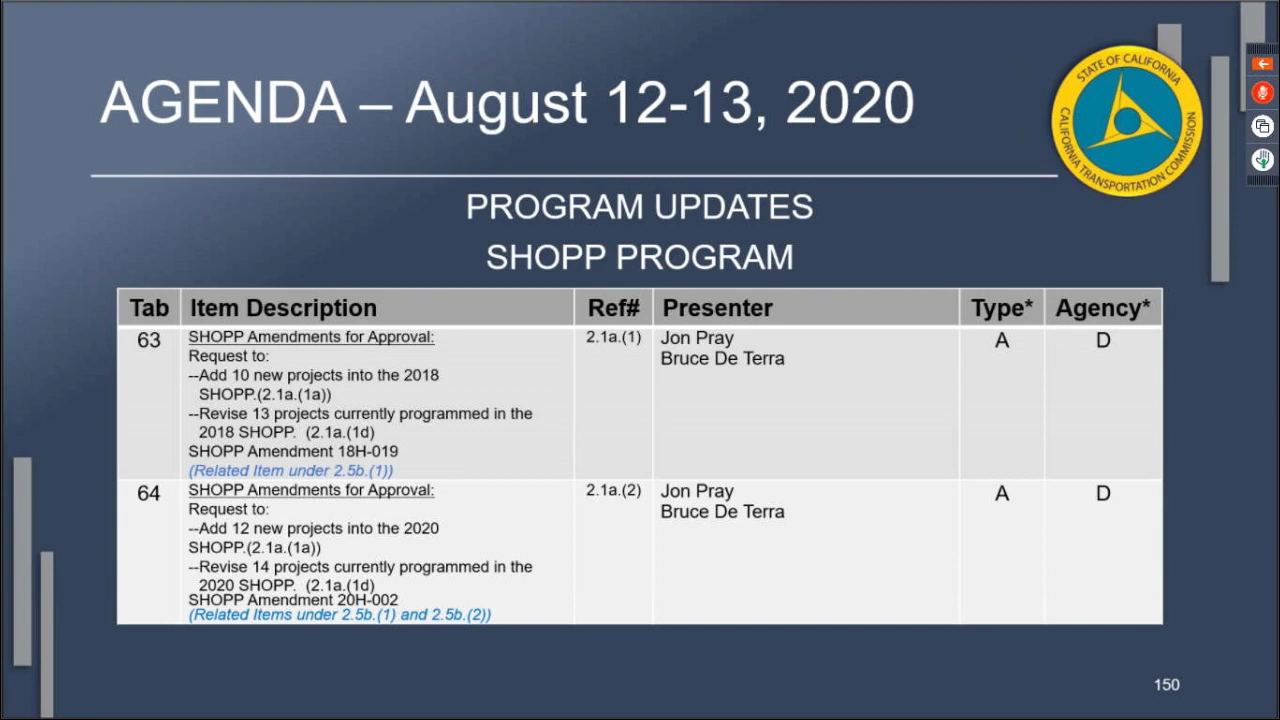 AGENDA – August 12-13, 2020
STATE OF CALIFORNIA
CALIFORNIA TRANSPORTATION COMMISSION
PROGRAM UPDATES
SHOPP PROGRAM
Tab Item Description Ref# Presenter Type* Agency*
63 SHOPP Amendments for Approval: 2.1a.(1) Jon Pray A D
Request to: Bruce De Terra
--Add 10 new projects into the 2018
SHOPP.(2.1a.(1a))
--Revise 13 projects currently programmed in the
2018 SHOPP. (2.1a.(1d)
SHOPP Amendment 18H-019
(Related Item under 2.5b.(1))
64 SHOPP Amendments for Approval: 2.1a.(2) Jon Pray A D
Request to: Bruce De Terra
--Add 12 new projects into the 2020
SHOPP.(2.1a.(1a))
--Revise 14 projects currently programmed in the
2020 SHOPP. (2.1a.(1d)
SHOPP Amendment 20H-002
(Related Items under 2.5b.(1) and 2.5b.(2))
150